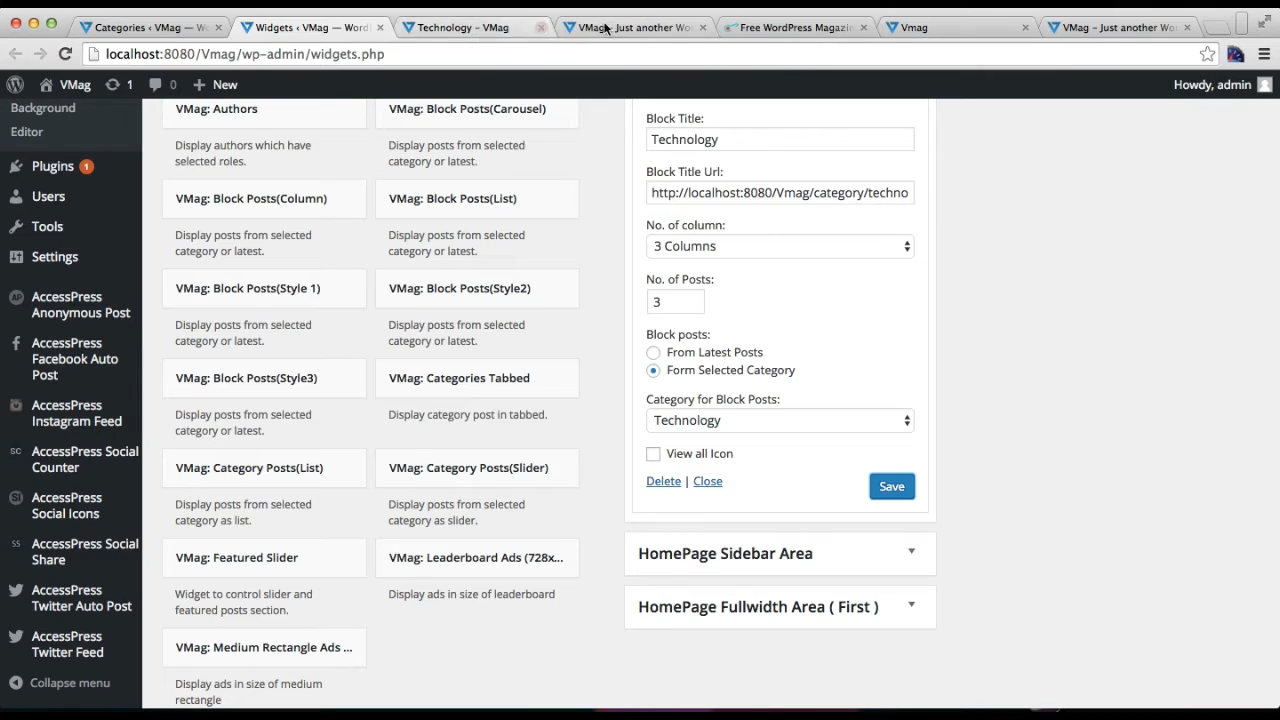 Categories ‹ VMag — Wo
Widgets ‹ VMag — Word
Technology – VMag
VMag – Just another Wo
Free WordPress Magazin
Vmag
VMag – Just another Wor
localhost:8080/Vmag/wp-admin/widgets.php
VMag
1
0
New
Howdy, admin
Background
Editor
Plugins 1
Users
Tools
Settings
AccessPress
Anonymous Post
AccessPress
Facebook Auto
Post
AccessPress
Instagram Feed
SC AccessPress Social
Counter
AccessPress
Social Icons
SS AccessPress Social
Share
AccessPress
Twitter Auto Post
AccessPress
Twitter Feed
Collapse menu
VMag: Authors
Display authors which have
selected roles.
VMag: Block Posts(Carousel)
Display posts from selected
category or latest.
VMag: Block Posts(Column)
Display posts from selected
category or latest.
VMag: Block Posts(List)
Display posts from selected
category or latest.
VMag: Block Posts(Style 1)
Display posts from selected
category or latest.
VMag: Block Posts(Style2)
Display posts from selected
category or latest.
VMag: Block Posts(Style3)
Display posts from selected
category or latest.
VMag: Categories Tabbed
Display category post in tabbed.
VMag: Category Posts(List)
Display posts from selected
category as list.
VMag: Category Posts(Slider)
Display posts from selected
category as slider.
VMag: Featured Slider
Widget to control slider and
featured posts section.
VMag: Leaderboard Ads (728x...
Display ads in size of leaderboard
VMag: Medium Rectangle Ads ...
Display ads in size of medium
rectangle
Block Title:
Technology
Block Title Url:
http://localhost:8080/Vmag/category/techno
No. of column:
3 Columns
No. of Posts:
3
Block posts:
From Latest Posts
Form Selected Category
Category for Block Posts:
Technology
View all Icon
Delete | Close
Save
HomePage Sidebar Area
HomePage Fullwidth Area ( First )